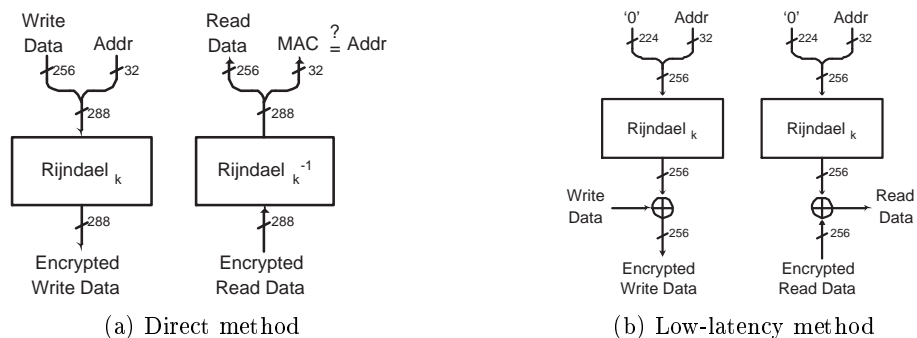 Write
Data
Addr
256
32
288
Rijndael k
288
Encrypted
Write Data
Read
Data
MAC ?= Addr
256
32
288
Rijndael k -1
288
Encrypted
Read Data
(a) Direct method
'0'
Addr
224
32
256
Rijndael k
256
Write
Data
256
Encrypted
Write Data
'0'
Addr
224
32
256
Rijndael k
256
Read
Data
256
Encrypted
Read Data
(b) Low-latency method